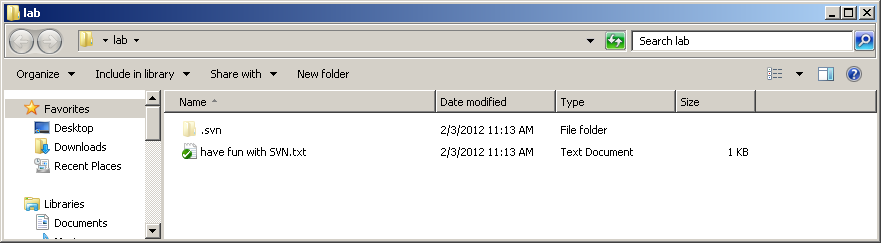 lab
lab
Search lab
Organize Include in library Share with New folder
Favorites
Desktop
Downloads
Recent Places
Libraries
Documents
Name Date modified Type Size
.svn 2/3/2012 11:13 AM File folder
have fun with SVN.txt 2/3/2012 11:13 AM Text Document 1 KB